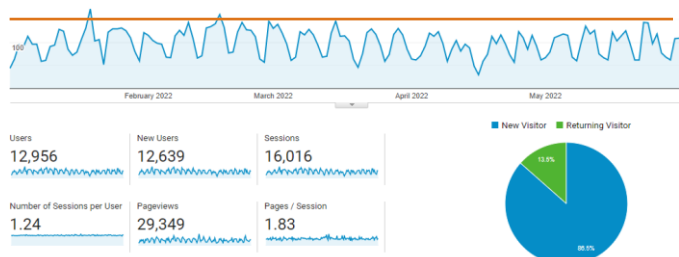 100
February 2022 March 2022 April 2022 May 2022
New Visitor Returning Visitor
Users New Users Sessions
12,956 12,639 16,016
13.5%
Number of Sessions per User Pageviews Pages / Session
1.24 29,349 1.83
86.5%